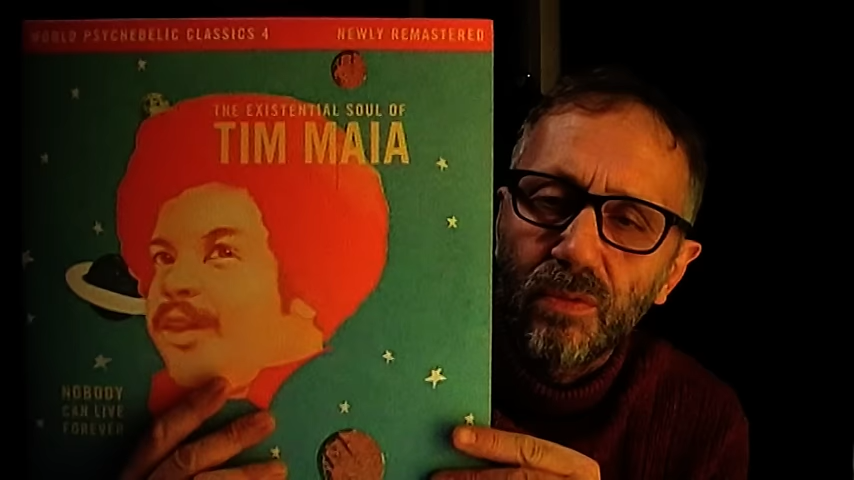 WORLD PSYCHEDELIC CLASSICS 4 NEWLY REMASTERED
THE EXISTENTIAL SOUL OF
TIM MAIA
NOBODY
CAN LIVE
FOREVER